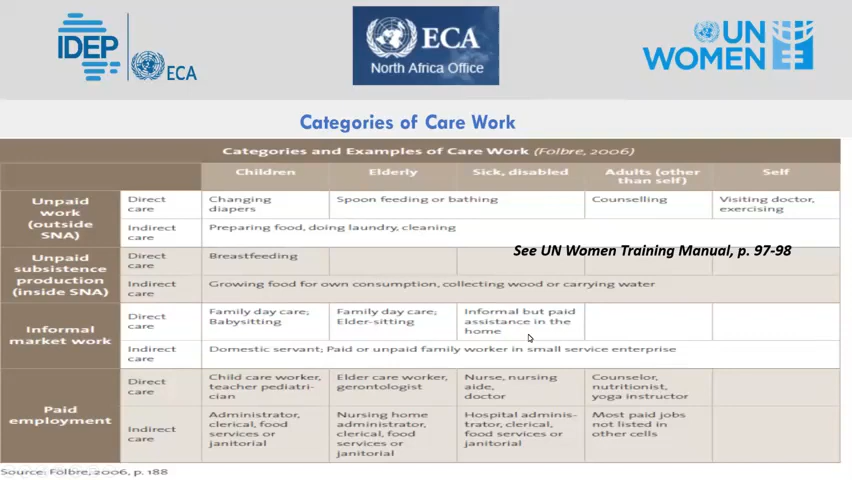 IDEP
ECA
ECA
North Africa Office
UN
WOMEN
Categories of Care Work
Categories and Examples of Care Work (Folbre, 2006)
Children
Elderly
Sick, disabled
Adults (other
than self)
Self
Unpaid
work
(outside
SNA)
Direct
care
Changing
diapers
Spoon feeding or bathing
Counselling
Visiting doctor,
exercising
Indirect
care
Preparing food, doing laundry, cleaning
See UN Women Training Manual, p. 97-98
Unpaid
subsistence
production
(inside SNA)
Direct
care
Breastfeeding
Indirect
care
Growing food for own consumption, collecting wood or carrying water
Informal
market work
Direct
care
Family day care;
Babysitting
Family day care;
Elder-sitting
Informal but paid
assistance in the
home
Indirect
care
Domestic servant; Paid or unpaid family worker in small service enterprise
Paid
employment
Direct
care
Child care worker,
teacher pediatri-
cian
Elder care worker,
gerontologist
Nurse, nursing
aide,
doctor
Counselor,
nutritionist,
yoga instructor
Indirect
care
Administrator,
clerical, food
services or
janitorial
Nursing home
administrator,
clerical, food
services or
janitorial
Hospital adminis-
trator, clerical,
food services or
janitorial
Most paid jobs
not listed in
other cells
Source: Folbre, 2006, p. 188